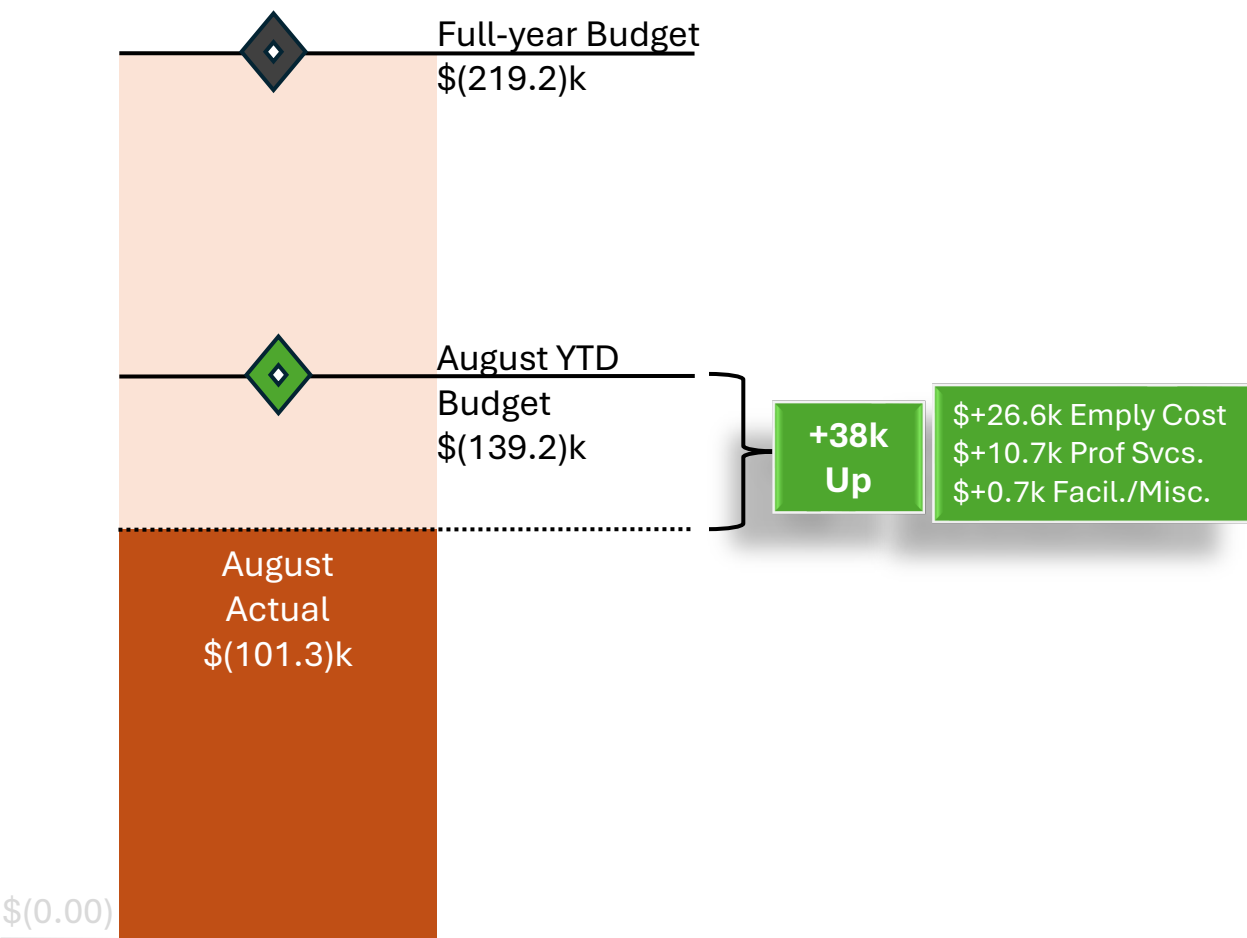 Full-year Budget
$(219.2)k
August YTD
Budget
$(139.2)k
+38k
Up
$+26.6k Emply Cost
$+10.7k Prof Svcs.
$+0.7k Facil./Misc.
August
Actual
$(101.3)k
$(0.00)